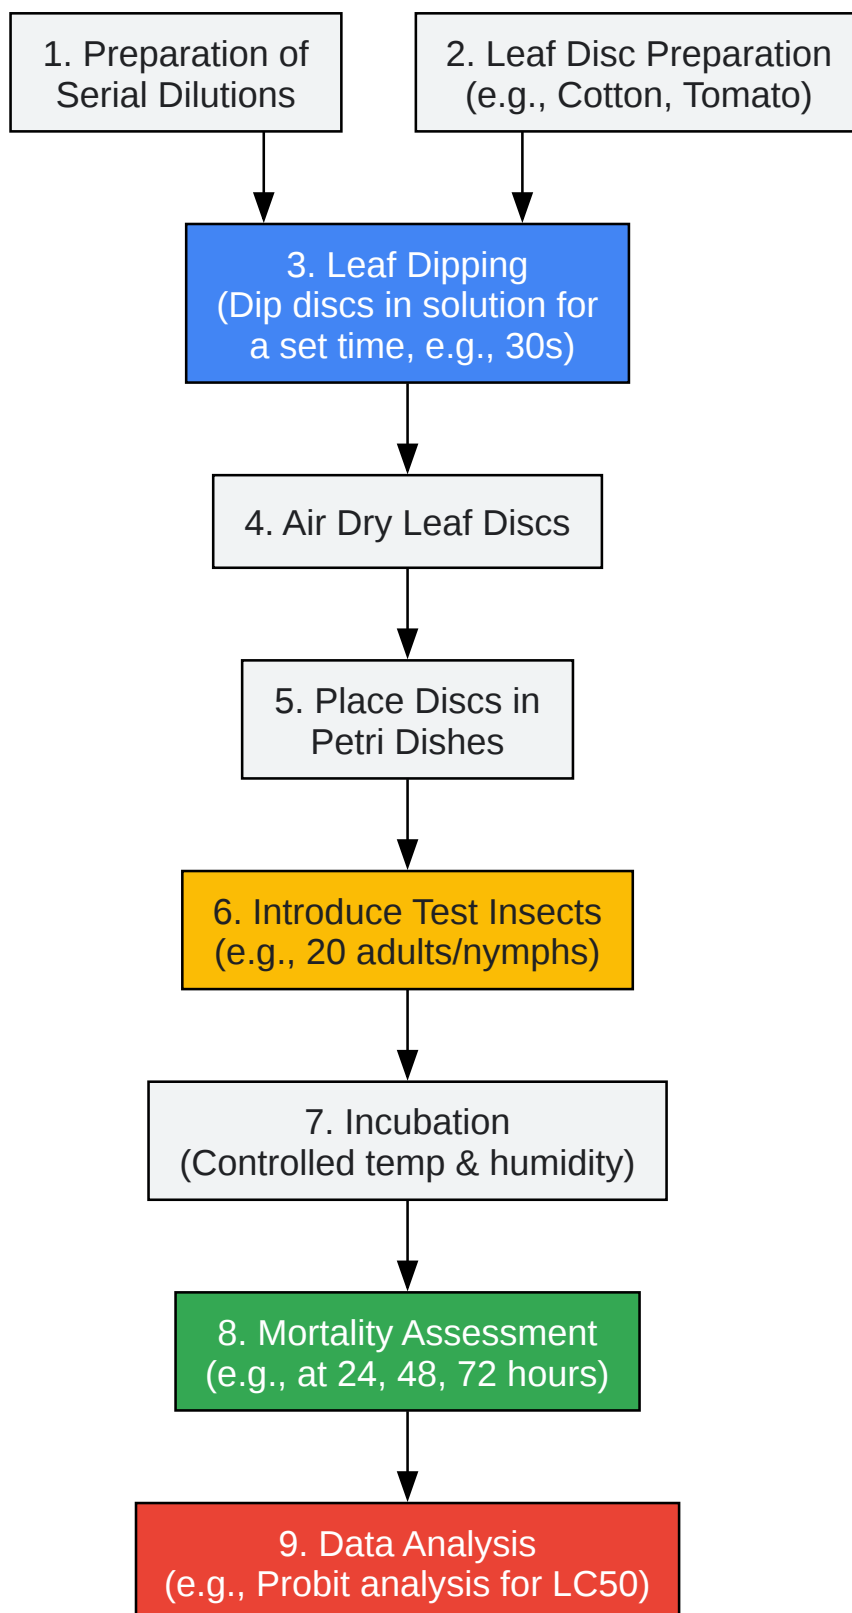 1. Preparation of
Serial Dilutions
2. Leaf Disc Preparation
(e.g., Cotton, Tomato)
3. Leaf Dipping
(Dip discs in solution for
a set time, e.g., 30s)
4. Air Dry Leaf Discs
5. Place Discs in
Petri Dishes
6. Introduce Test Insects
(e.g., 20 adults/nymphs)
7. Incubation
(Controlled temp & humidity)
8. Mortality Assessment
(e.g., at 24, 48, 72 hours)
9. Data Analysis
(e.g., Probit analysis for LC50)